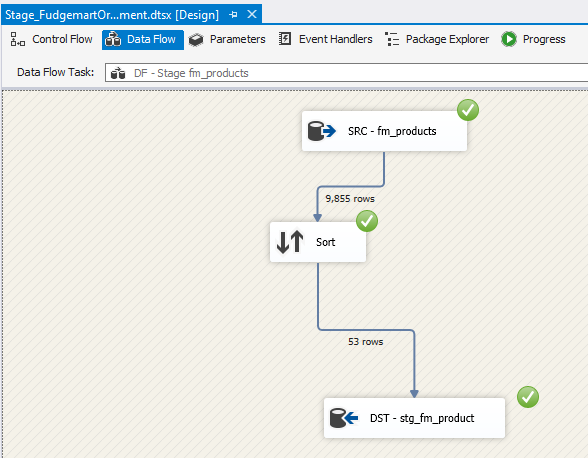 Stage_FudgemartOr...ment.dtsx [Design]
Control Flow Data Flow Parameters Event Handlers Package Explorer Progress
Data Flow Task: DF - Stage fm_products
SRC - fm_products
9,855 rows
Sort
53 rows
DST - stg_fm_product